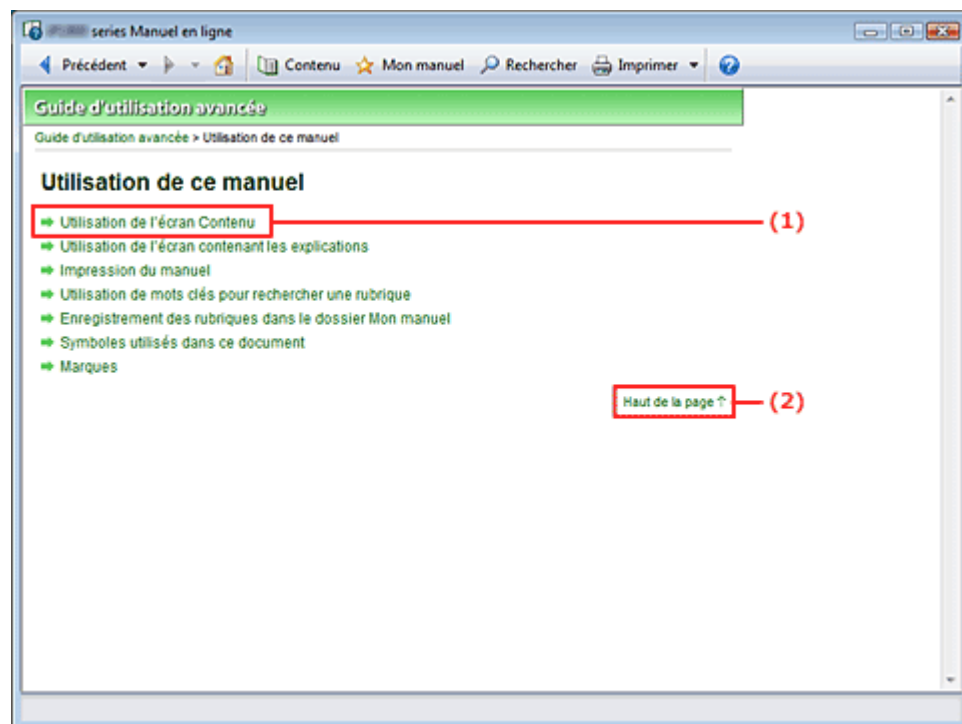 series Manuel en ligne
Précédent Contenu Mon manuel Rechercher Imprimer
Guide d'utilisation avancée
Guide d'utilisation avancée > Utilisation de ce manuel
Utilisation de ce manuel
Utilisation de l'écran Contenu (1)
Utilisation de l'écran contenant les explications
Impression du manuel
Utilisation de mots clés pour rechercher une rubrique
Enregistrement des rubriques dans le dossier Mon manuel
Symboles utilisés dans ce document
Marques
Haut de la page ↑ (2)